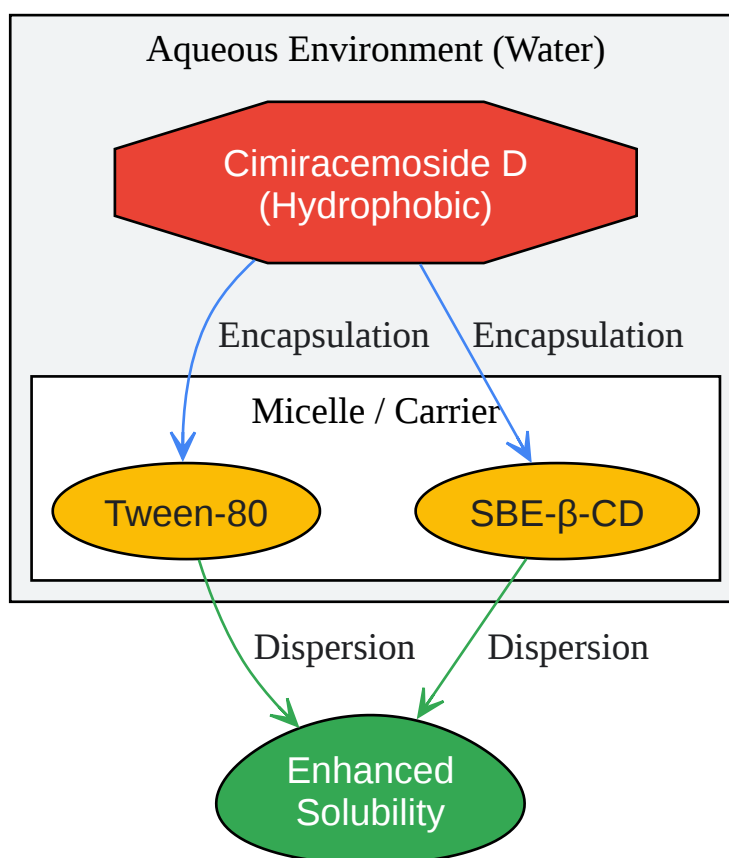 Aqueous Environment (Water)
Cimiracemoside D
(Hydrophobic)
Encapsulation
Encapsulation
Micelle / Carrier
Tween-80
SBE-β-CD
Dispersion
Dispersion
Enhanced
Solubility